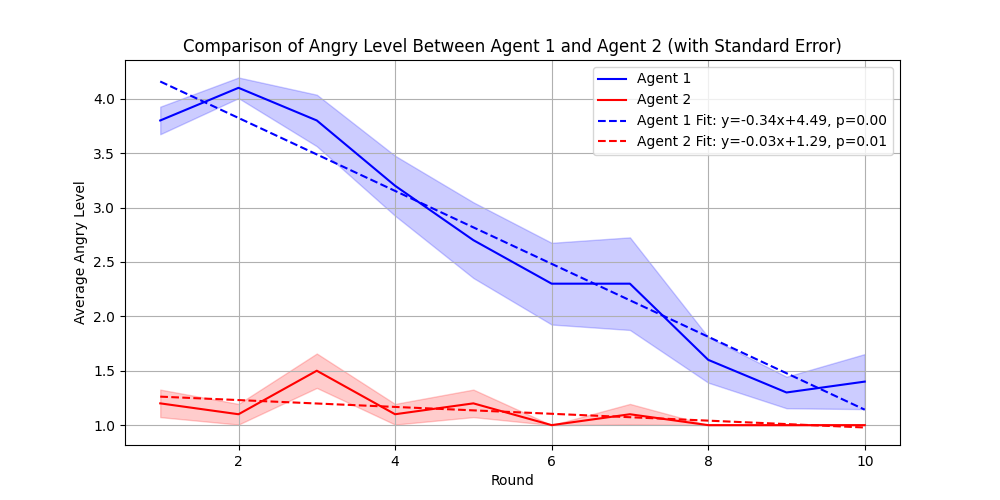 Comparison of Angry Level Between Agent 1 and Agent 2 (with Standard Error)
Agent 1
Agent 2
Agent 1 Fit: y=-0.34x+4.49, p=0.00
Agent 2 Fit: y=-0.03x+1.29, p=0.01
Average Angry Level
4.0
3.5
3.0
2.5
2.0
1.5
1.0
2
4
6
8
10
Round